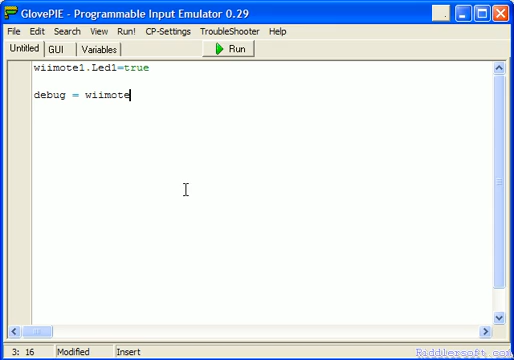 GlovePIE - Programmable Input Emulator 0.29
File Edit Search View Run! CP-Settings TroubleShooter Help
Untitled GUI Variables Run
wiimote1.Led1=true
debug = wiimote
3: 16 Modified Insert
Riddlersoft.com